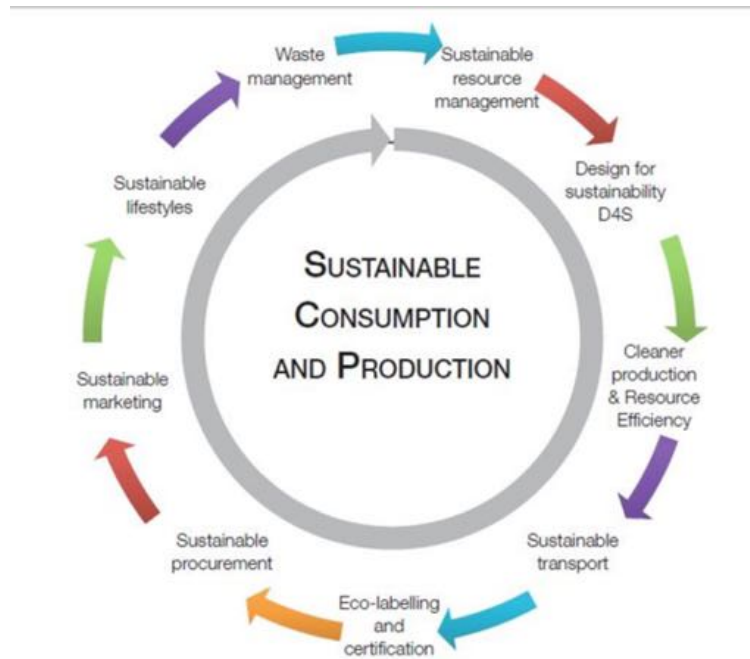 Waste
management
Sustainable
resource
management
Design for
sustainability
D4S
Cleaner
production
& Resource
Efficiency
Sustainable
transport
Eco-labelling
and
certification
Sustainable
procurement
Sustainable
marketing
Sustainable
lifestyles
SUSTAINABLE
CONSUMPTION
AND PRODUCTION